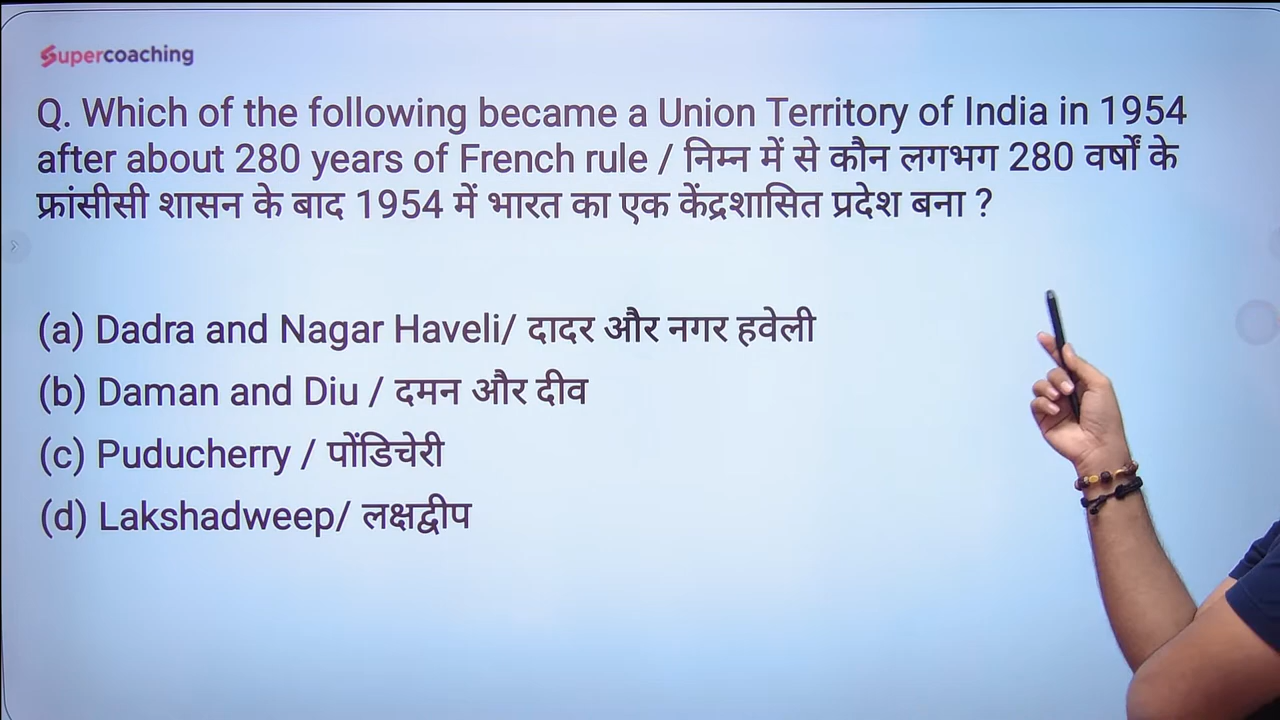 Supercoaching
Q. Which of the following became a Union Territory of India in 1954
after about 280 years of French rule / निम्न में से कौन लगभग 280 वर्षों के
फ्रांसीसी शासन के बाद 1954 में भारत का एक केंद्रशासित प्रदेश बना ?
(a) Dadra and Nagar Haveli/ दादर और नगर हवेली
(b) Daman and Diu / दमन और दीव
(c) Puducherry / पोंडिचेरी
(d) Lakshadweep/ लक्षद्वीप